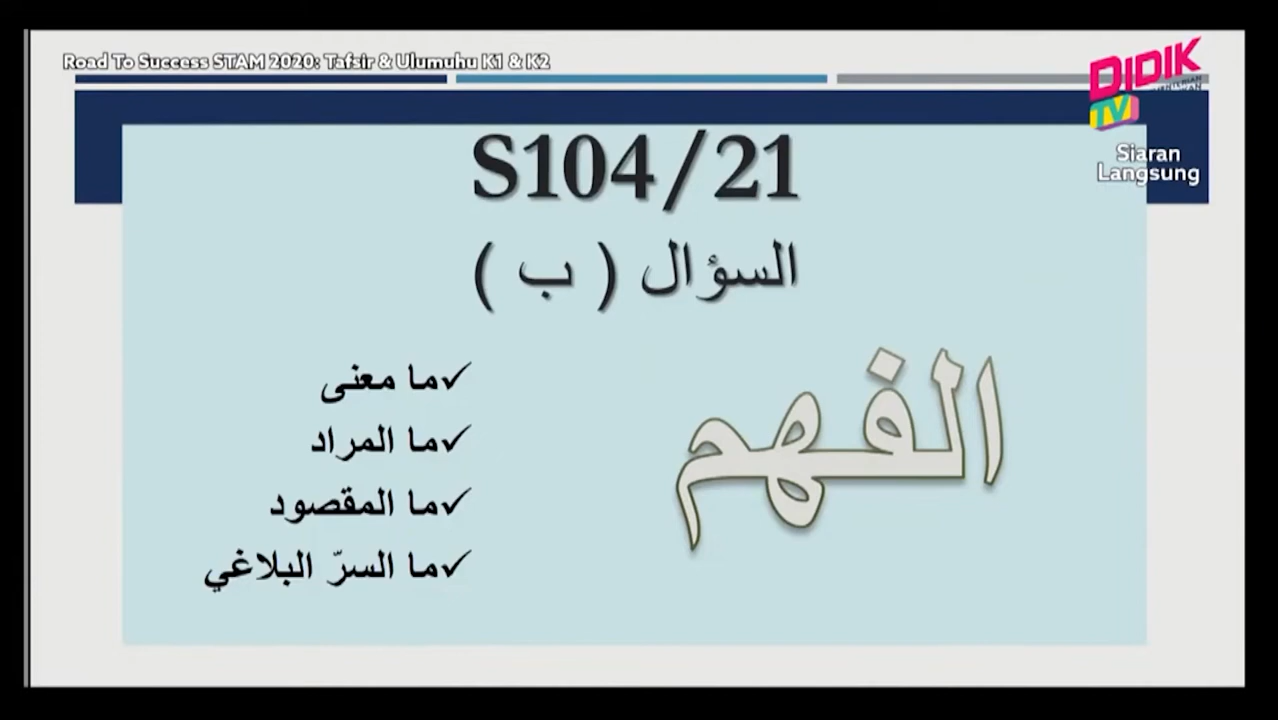 Road To Success STAM 2020: Tafsir & Ulumuhu K1 & K2
DIDIK
TV
Siaran
Langsung
S104/21
السؤال ( ب )
الفهم
✓ما معنى
✓ما المراد
✓ما المقصود
✓ما السرّ البلاغي